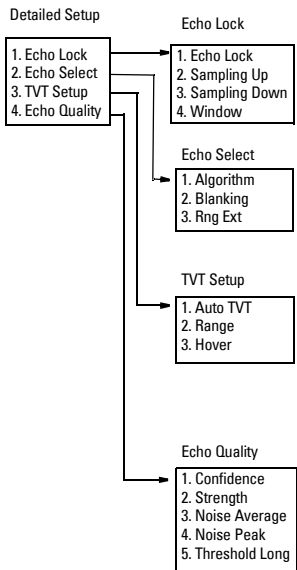 Detailed Setup
1. Echo Lock
2. Echo Select
3. TVT Setup
4. Echo Quality
Echo Lock
1. Echo Lock
2. Sampling Up
3. Sampling Down
4. Window
Echo Select
1. Algorithm
2. Blanking
3. Rng Ext
TVT Setup
1. Auto TVT
2. Range
3. Hover
Echo Quality
1. Confidence
2. Strength
3. Noise Average
4. Noise Peak
5. Threshold Long